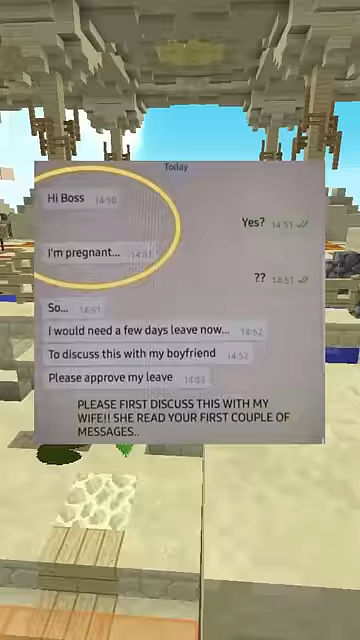 Today
Hi Boss 14:50
Yes? 14:51
I'm pregnant... 14:51
?? 14:51
So... 14:51
I would need a few days leave now... 14:52
To discuss this with my boyfriend 14:52
Please approve my leave 14:53
PLEASE FIRST DISCUSS THIS WITH MY
WIFE!! SHE READ YOUR FIRST COUPLE OF
MESSAGES..